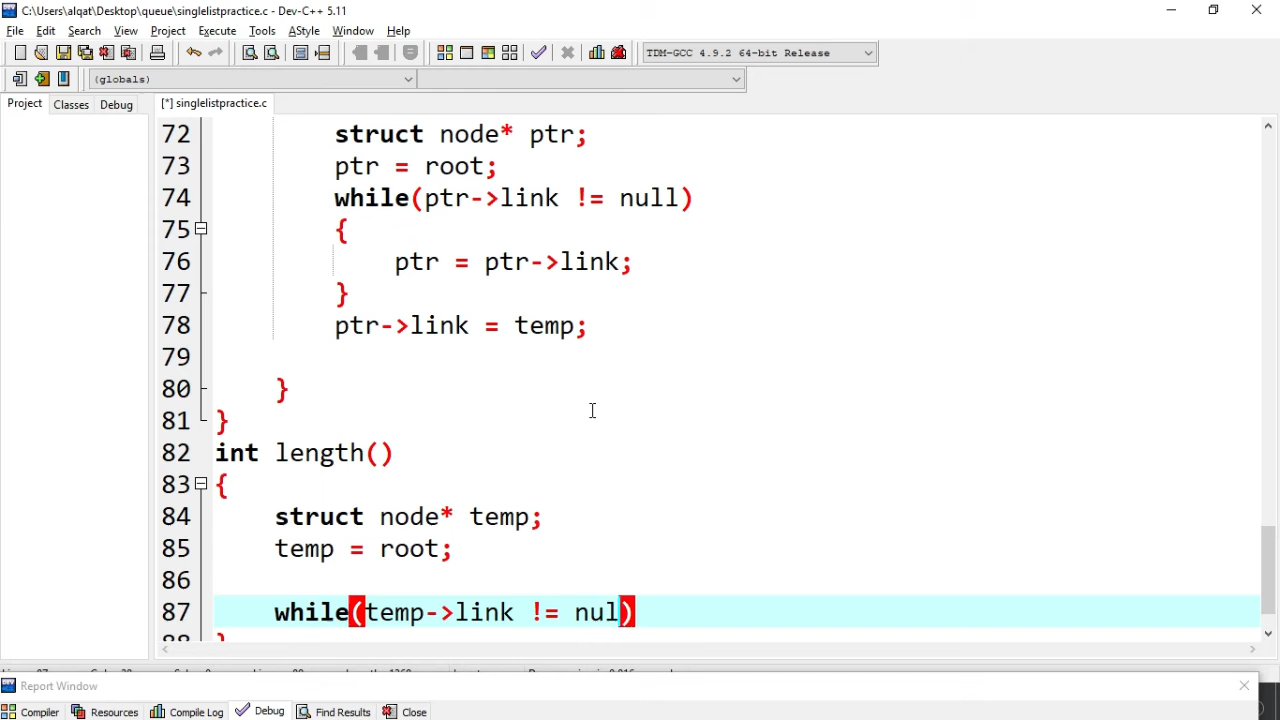 C:\Users\alqat\Desktop\queue\singlelistpractice.c - Dev-C++ 5.11
File Edit Search View Project Execute Tools AStyle Window Help
TDM-GCC 4.9.2 64-bit Release
(globals)
Project Classes Debug [*] singlelistpractice.c
72 struct node* ptr;
73 ptr = root;
74 while(ptr->link != null)
75 {
76 ptr = ptr->link;
77 }
78 ptr->link = temp;
79
80 }
81 }
82 int length()
83 {
84 struct node* temp;
85 temp = root;
86
87 while(temp->link != nul)
88 }
Report Window
Compiler Resources Compile Log Debug Find Results Close